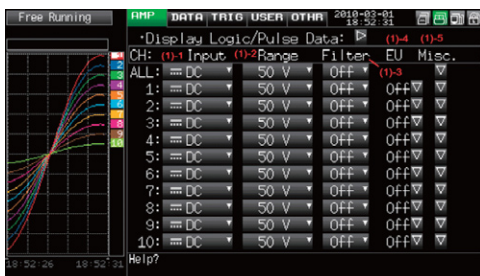 Free Running AMP DATA TRIG USER OTHR 2010-03-01 18:52:31
・Display Logic/Pulse Data: (1)-4 (1)-5
CH: (1)-1 Input (1)-2 Range Filter EU Misc.
ALL: DC 50 V Off (1)-3
1: DC 50 V Off Off
2: DC 50 V Off Off
3: DC 50 V Off Off
4: DC 50 V Off Off
5: DC 50 V Off Off
6: DC 50 V Off Off
7: DC 50 V Off Off
8: DC 50 V Off Off
9: DC 50 V Off Off
10: DC 50 V Off Off
Help?
1
2
3
4
5
6
7
8
9
10
18:52:26 18:52:31